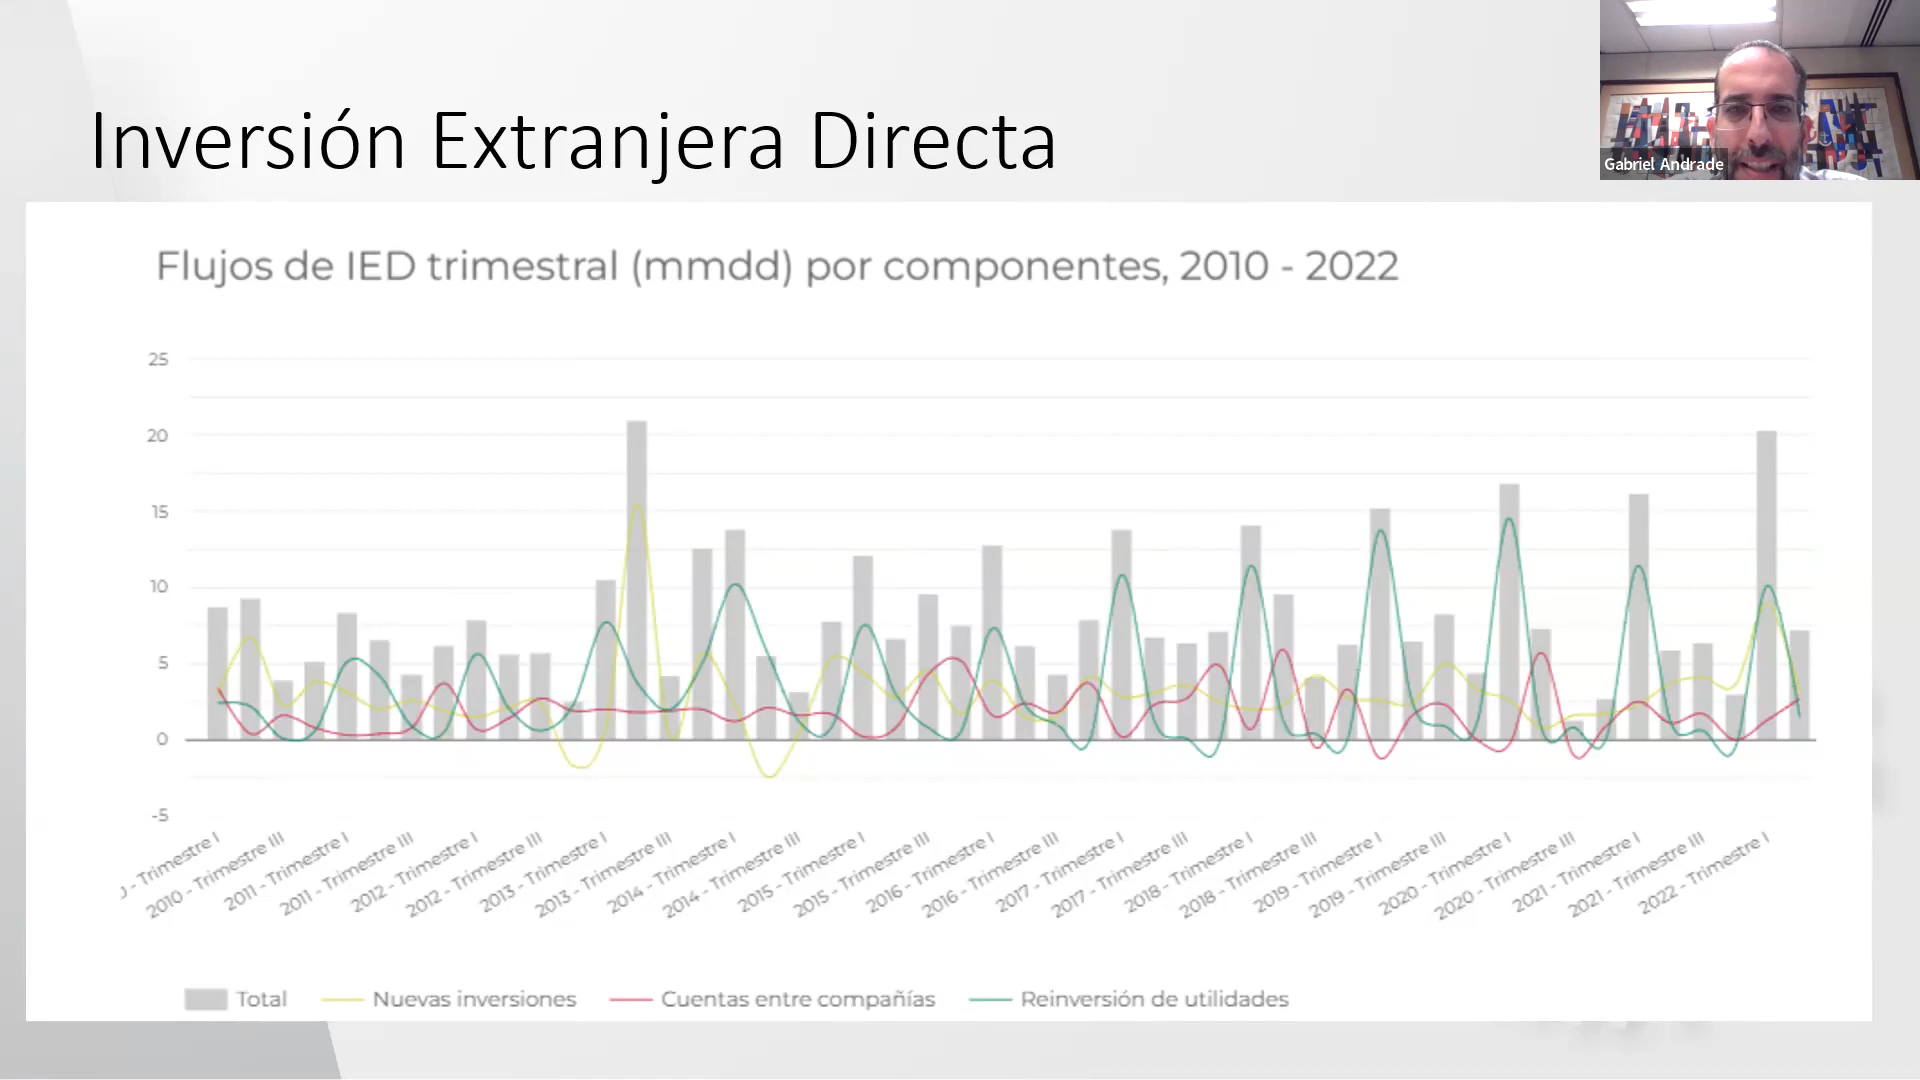 Inversión Extranjera Directa
Gabriel Andrade
Flujos de IED trimestral (mmdd) por componentes, 2010 - 2022
25
20
15
10
5
0
-5
- Trimestre I
2010 - Trimestre III
2011 - Trimestre I
2011 - Trimestre III
2012 - Trimestre I
2012 - Trimestre III
2013 - Trimestre I
2013 - Trimestre III
2014 - Trimestre I
2014 - Trimestre III
2015 - Trimestre I
2015 - Trimestre III
2016 - Trimestre I
2016 - Trimestre III
2017 - Trimestre I
2017 - Trimestre III
2018 - Trimestre I
2018 - Trimestre III
2019 - Trimestre I
2019 - Trimestre III
2020 - Trimestre I
2020 - Trimestre III
2021 - Trimestre I
2021 - Trimestre III
2022 - Trimestre I
Total
Nuevas inversiones
Cuentas entre compañías
Reinversión de utilidades